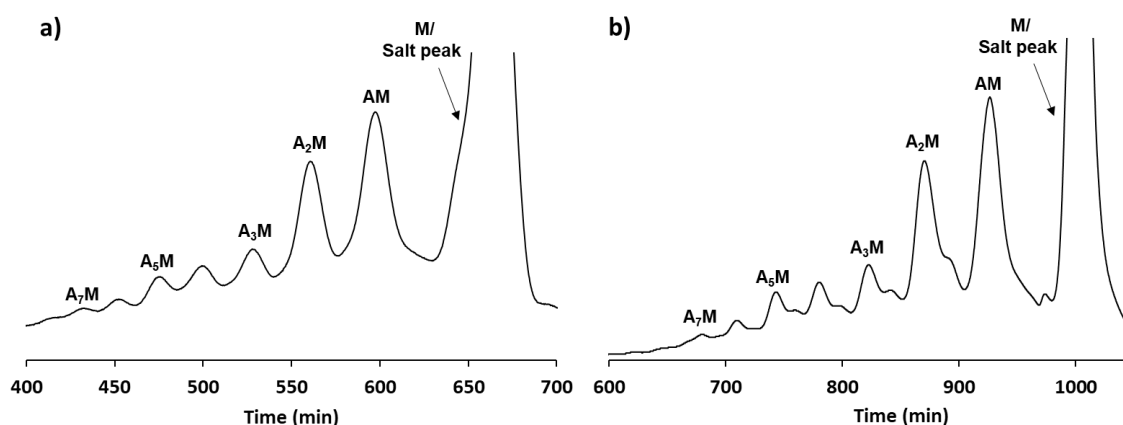 a)
M/
Salt peak
AM
A₂M
A₃M
A₅M
A₇M
400 450 500 550 600 650 700
Time (min)
b)
M/
Salt peak
AM
A₂M
A₃M
A₅M
A₇M
600 700 800 900 1000
Time (min)